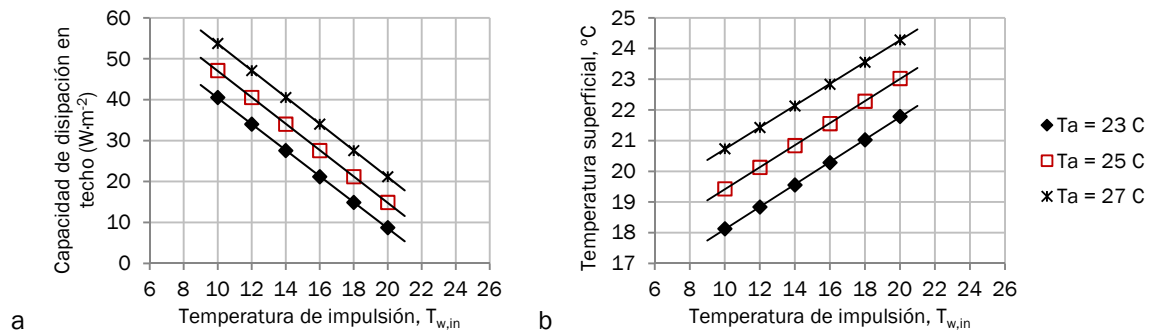 Capacidad de disipación en
techo (W·m-2)
60
50
40
30
20
10
0
6 8 10 12 14 16 18 20 22 24 26
Temperatura de impulsión, Tw,in
a
Temperatura superficial, ºC
25
24
23
22
21
20
19
18
17
6 8 10 12 14 16 18 20 22 24 26
Temperatura de impulsión, Tw,in
b
Ta = 23 C
Ta = 25 C
Ta = 27 C